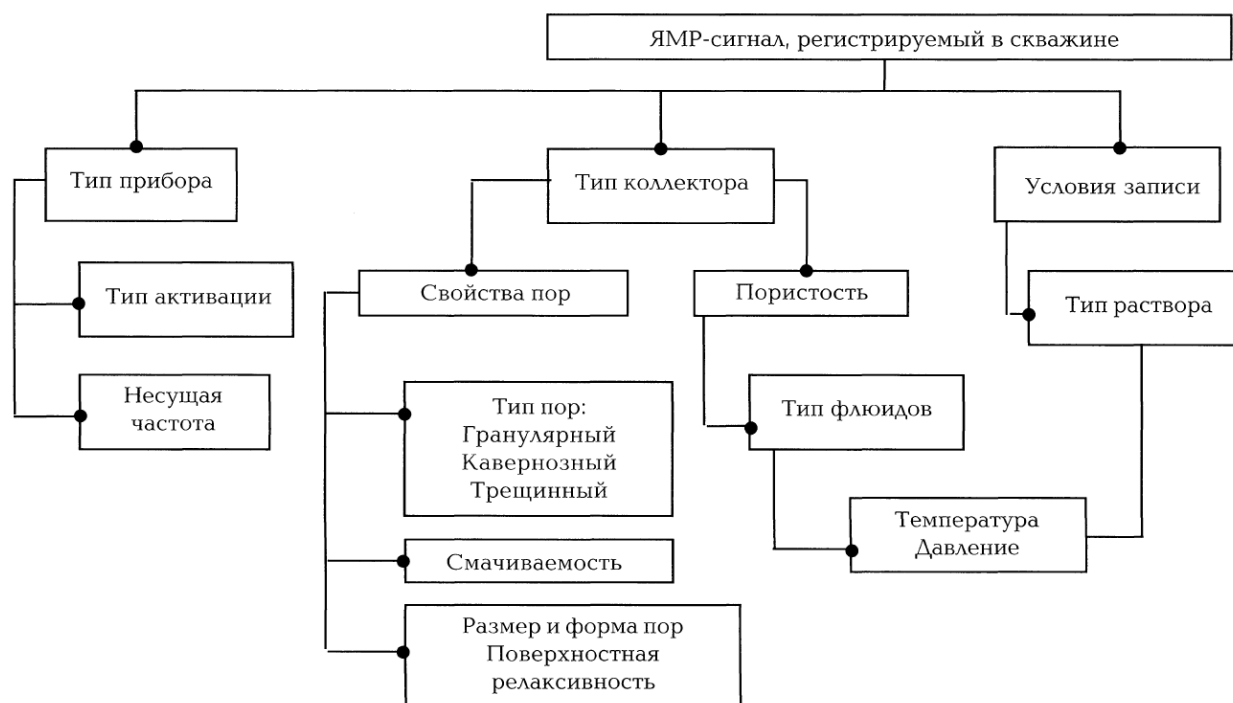 ЯМР-сигнал, регистрируемый в скважине
Тип прибора
Тип коллектора
Условия записи
Тип активации
Свойства пор
Пористость
Тип раствора
Несущая
частота
Тип пор:
Гранулярный
Кавернозный
Трещинный
Тип флюидов
Температура
Давление
Смачиваемость
Размер и форма пор
Поверхностная
релаксивность